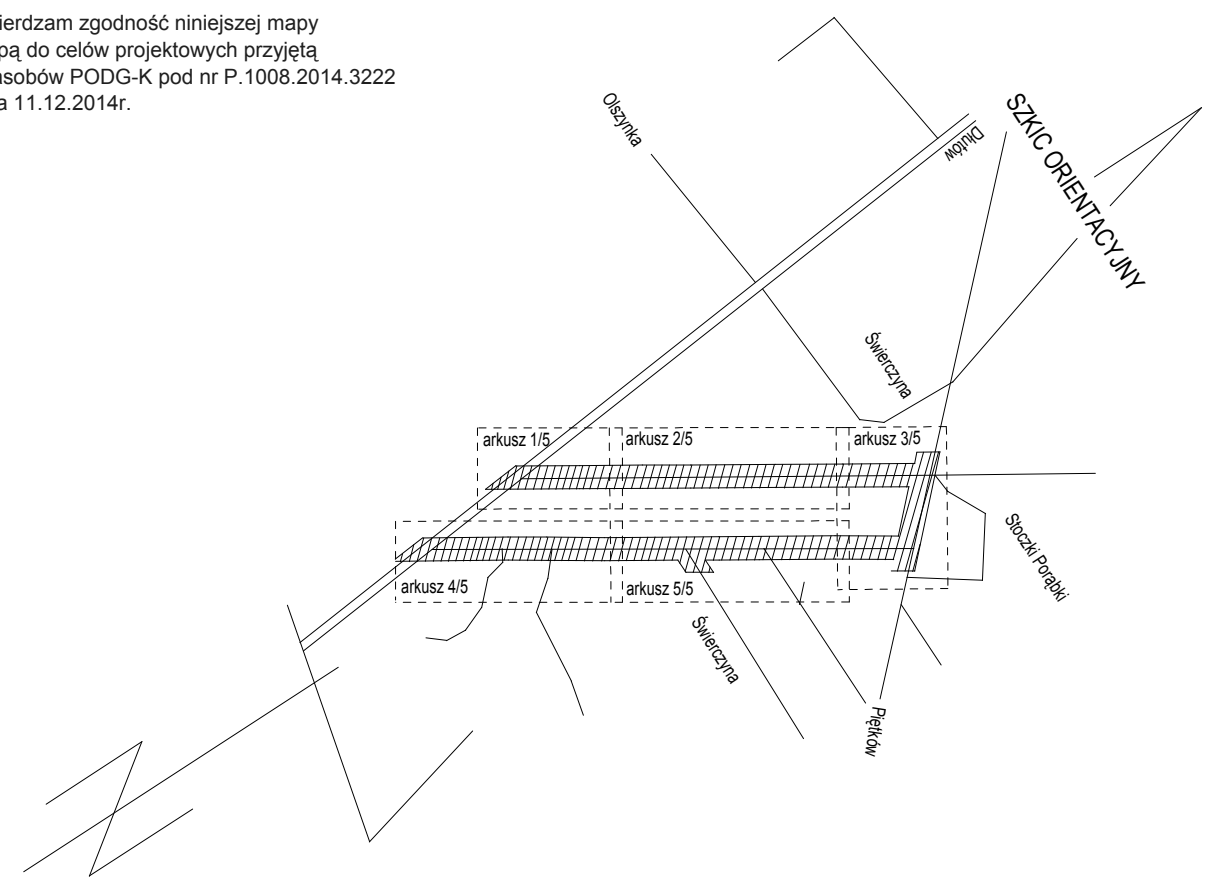 ierdzam zgodność niniejszej mapy
pą do celów projektowych przyjętą
asobów PODG-K pod nr P.1008.2014.3222
a 11.12.2014r.
Olszynka
Dłutów
SZKIC ORIENTACYJNY
Świerczyna
arkusz 1/5
arkusz 2/5
arkusz 3/5
Stoczki Porąbki
arkusz 4/5
arkusz 5/5
Świerczyna
Piętków